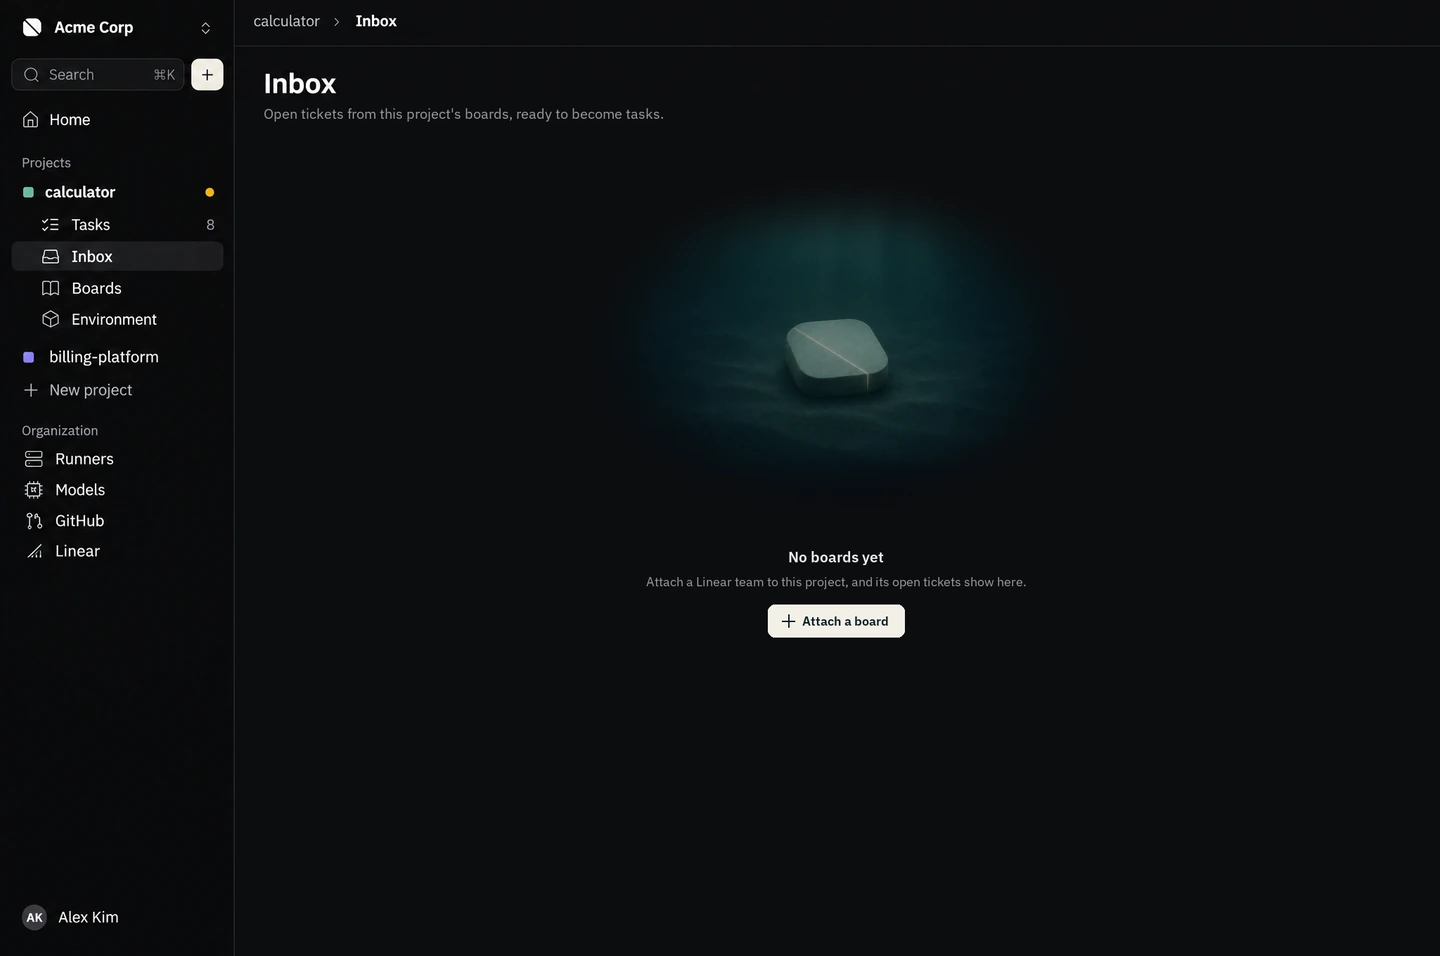 Acme Corp
Search ⌘K
Home
Projects
calculator
Tasks 8
Inbox
Boards
Environment
billing-platform
New project
Organization
Runners
Models
GitHub
Linear
AK Alex Kim
calculator > Inbox
Inbox
Open tickets from this project's boards, ready to become tasks.
No boards yet
Attach a Linear team to this project, and its open tickets show here.
Attach a board